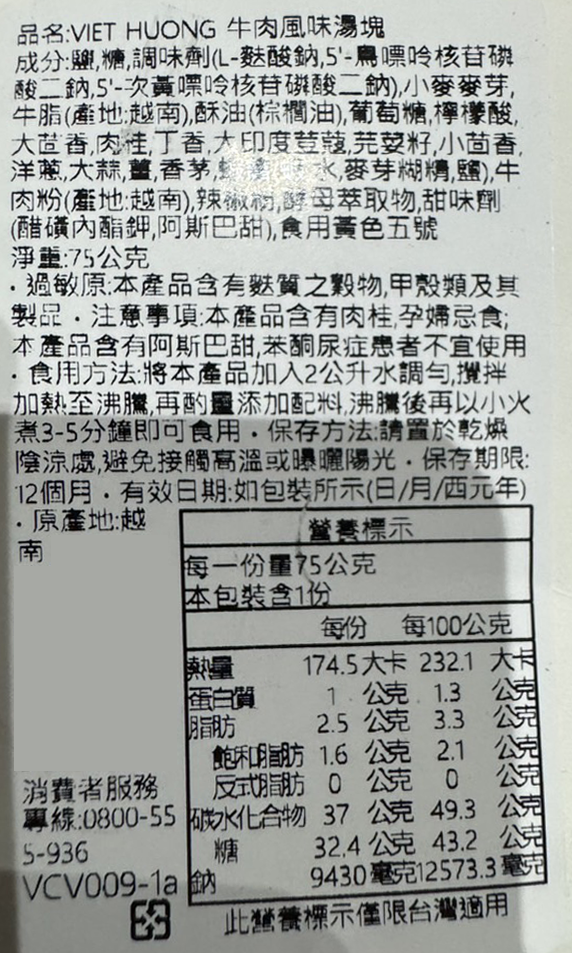 品名:VIET HUONG 牛肉風味湯塊
成分:鹽,糖,調味劑(L-麩酸鈉,5'-鳥嘌呤核苷磷
酸二鈉,5'-次黃嘌呤核苷磷酸二鈉),小麥麥芽,
牛脂(產地:越南),酥油(棕櫚油),葡萄糖,檸檬酸,
大茴香,肉桂,丁香,大印度荳蔻,芫荽籽,小茴香,
洋蔥,大蒜,薑,香茅,水,麥芽糊精,鹽),牛
肉粉(產地:越南),辣椒粉,酵母萃取物,甜味劑
(醋磺內酯鉀,阿斯巴甜),食用黃色五號
淨重:75公克
·過敏原:本產品含有麩質之穀物,甲殼類及其
製品·注意事項:本產品含有肉桂,孕婦忌食;
本產品含有阿斯巴甜,苯酮尿症患者不宜使用
·食用方法:將本產品加入2公升水調勻,攪拌
加熱至沸騰,再酌量添加配料,沸騰後再以小火
煮3-5分鐘即可食用·保存方法:請置於乾燥
陰涼處,避免接觸高溫或曝曬陽光·保存期限:
12個月·有效日期:如包裝所示(日/月/西元年)
·原產地:越
南
營養標示
每一份量75公克
本包裝含1份
每份 每100公克
熱量 174.5大卡 232.1 大卡
蛋白質 1 公克 1.3 公克
脂肪 2.5 公克 3.3 公克
飽和脂肪 1.6 公克 2.1 公克
反式脂肪 0 公克 0 公克
碳水化合物 37 公克 49.3 公克
糖 32.4 公克 43.2 公克
鈉 9430毫克12573.3毫克
消費者服務
專線:0800-55
5-936
VCV009-1a
此營養標示僅限台灣適用